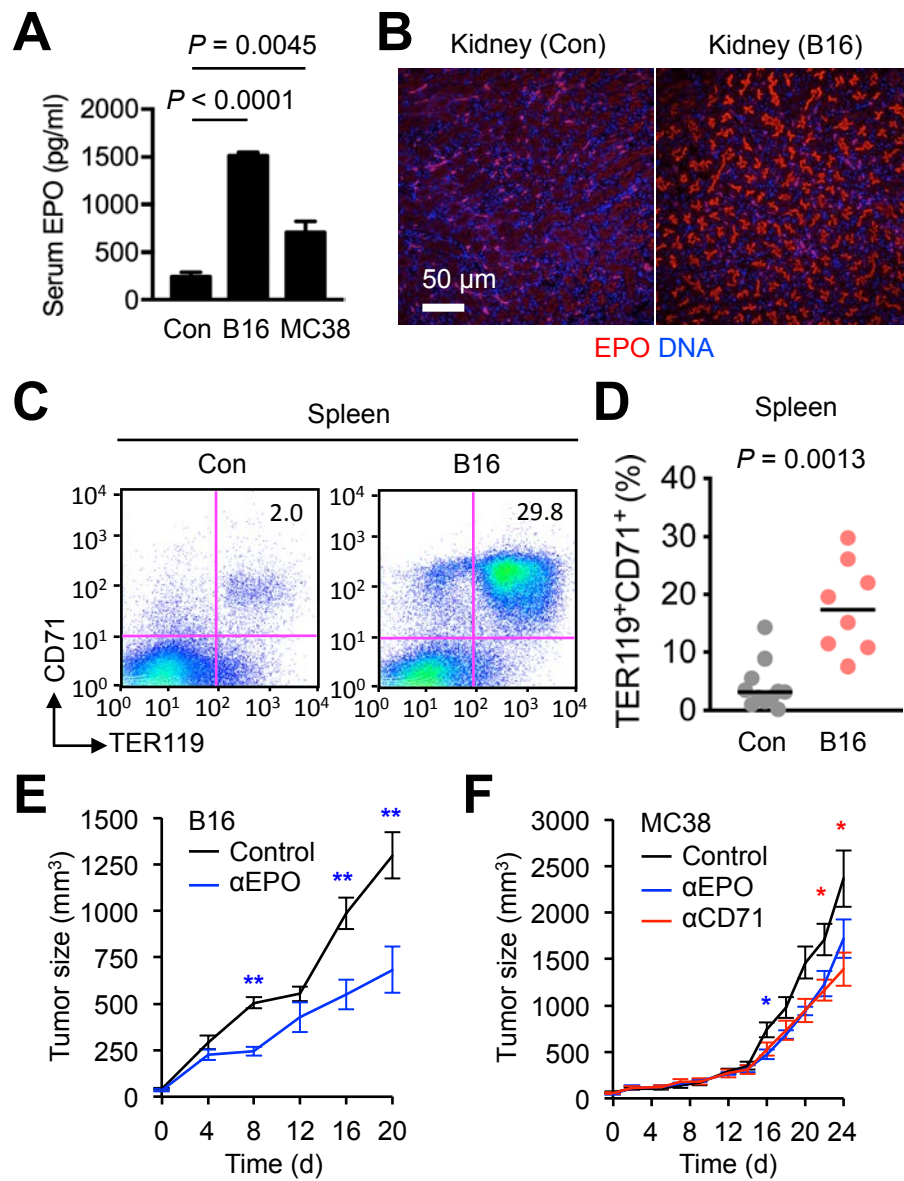 A
P = 0.0045
P < 0.0001
2000
1500
1000
500
0
Serum EPO (pg/ml)
Con B16 MC38
B
Kidney (Con) Kidney (B16)
50 µm
EPO DNA
C
Spleen
Con B16
10⁴
10³
10²
10¹
10⁰
2.0
10⁰ 10¹ 10² 10³ 10⁴
10⁴
10³
10²
10¹
10⁰
29.8
10⁰ 10¹ 10² 10³ 10⁴
CD71
TER119
D
Spleen
P = 0.0013
40
30
20
10
0
TER119⁺CD71⁺ (%)
Con B16
E
B16
Control
αEPO
1500
1250
1000
750
500
250
0
Tumor size (mm³)
** ** **
0 4 8 12 16 20
Time (d)
F
MC38
Control
αEPO
αCD71
3000
2500
2000
1500
1000
500
0
Tumor size (mm³)
* * *
0 4 8 12 16 20 24
Time (d)